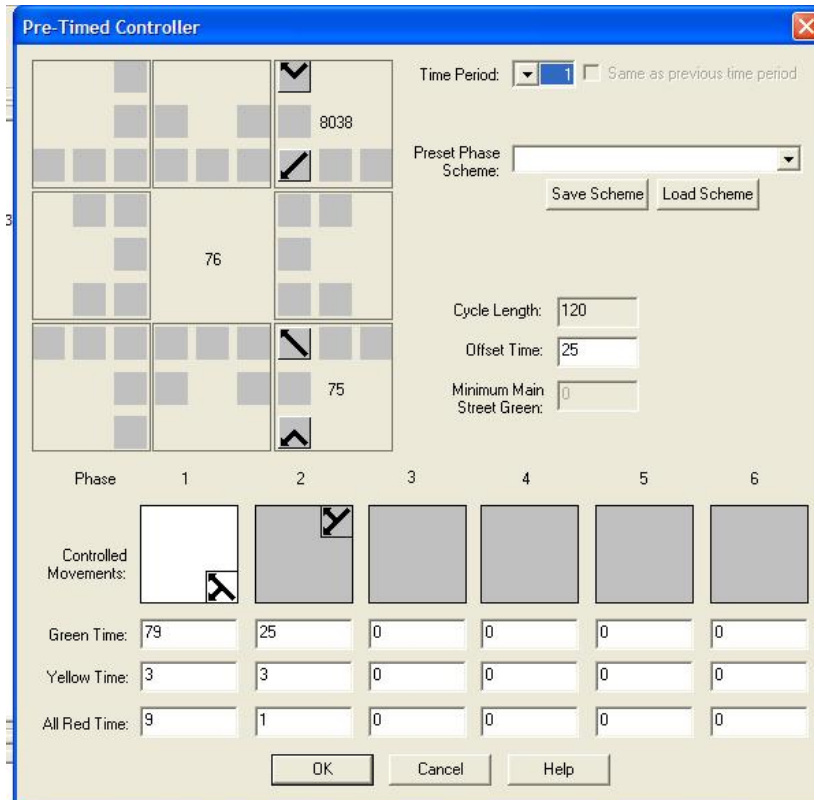 Pre-Timed Controller
Time Period: 1 Same as previous time period
8038
Preset Phase Scheme:
Save Scheme Load Scheme
3
76
Cycle Length: 120
Offset Time: 25
Minimum Main Street Green: 0
75
Phase 1 2 3 4 5 6
Controlled Movements:
Green Time: 79 25 0 0 0 0
Yellow Time: 3 3 0 0 0 0
All Red Time: 9 1 0 0 0 0
OK Cancel Help